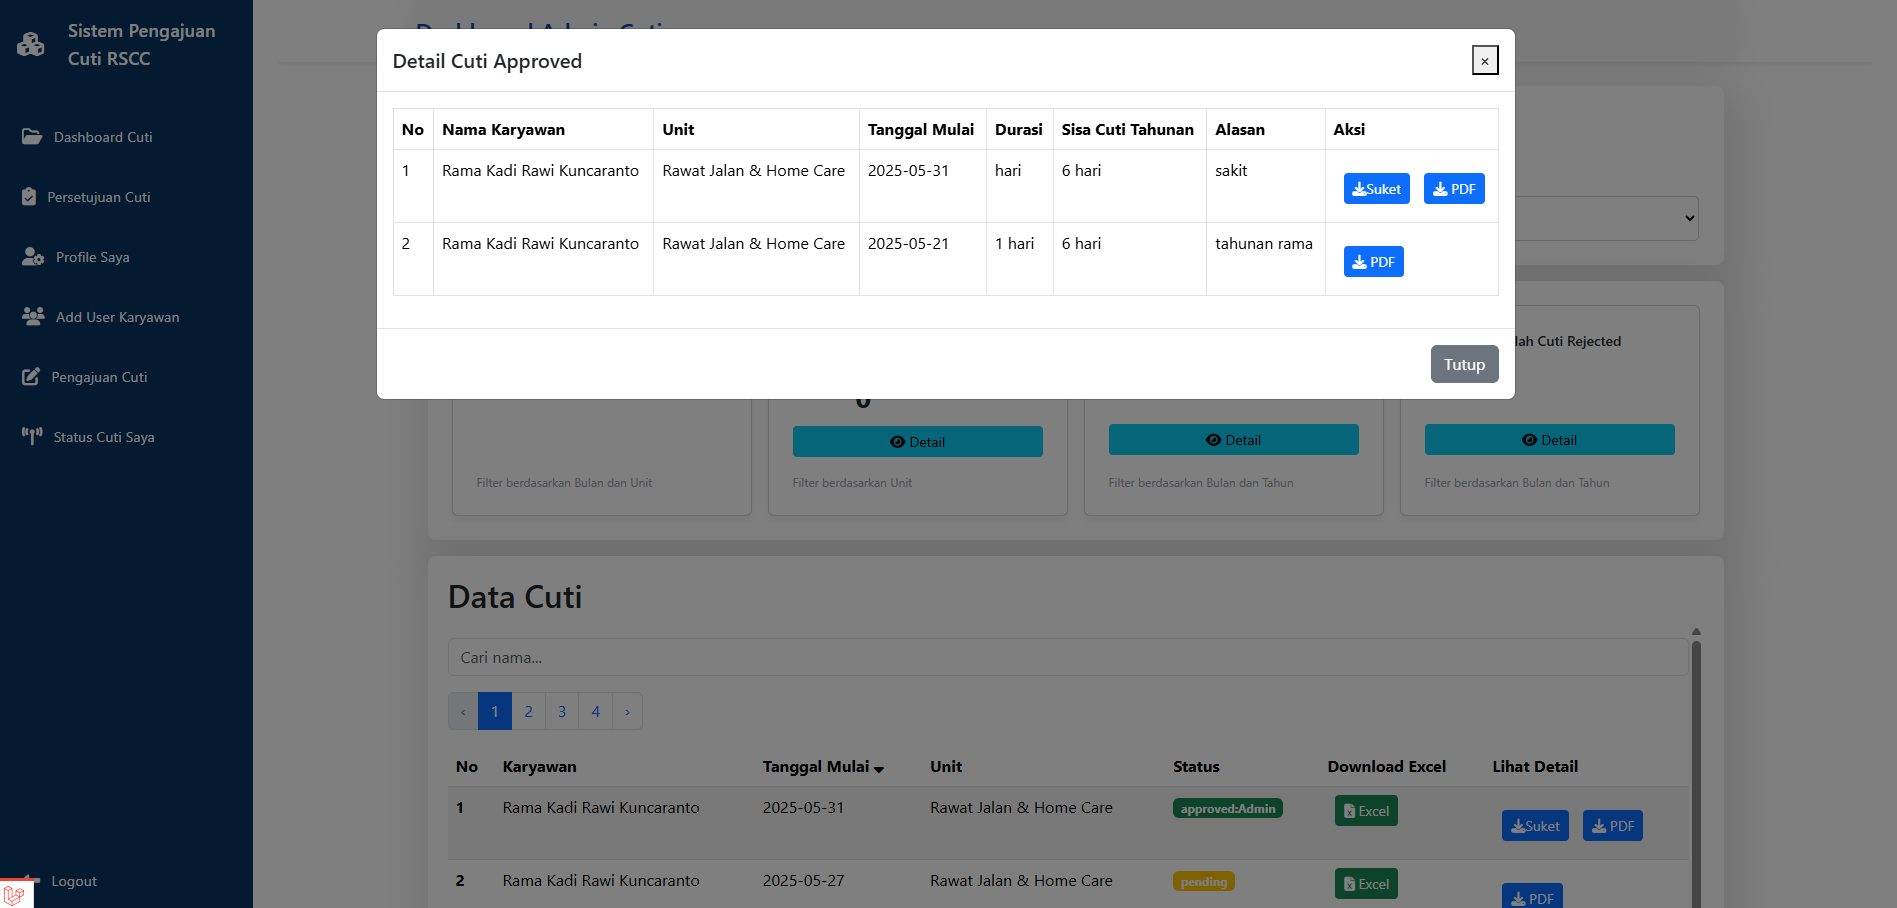 Sistem Pengajuan
Cuti RSCC
Dashboard Cuti
Persetujuan Cuti
Profile Saya
Add User Karyawan
Pengajuan Cuti
Status Cuti Saya
Logout
Dashboard Admin Cuti
Detail Cuti Approved
×
No Nama Karyawan Unit Tanggal Mulai Durasi Sisa Cuti Tahunan Alasan Aksi
1 Rama Kadi Rawi Kuncaranto Rawat Jalan & Home Care 2025-05-31 hari 6 hari sakit Suket PDF
2 Rama Kadi Rawi Kuncaranto Rawat Jalan & Home Care 2025-05-21 1 hari 6 hari tahunan rama PDF
Tutup
lah Cuti Rejected
0
Detail Detail Detail
Filter berdasarkan Bulan dan Unit Filter berdasarkan Unit Filter berdasarkan Bulan dan Tahun Filter berdasarkan Bulan dan Tahun
Data Cuti
Cari nama...
‹ 1 2 3 4 ›
No Karyawan Tanggal Mulai Unit Status Download Excel Lihat Detail
1 Rama Kadi Rawi Kuncaranto 2025-05-31 Rawat Jalan & Home Care approved:Admin Excel Suket PDF
2 Rama Kadi Rawi Kuncaranto 2025-05-27 Rawat Jalan & Home Care pending Excel PDF